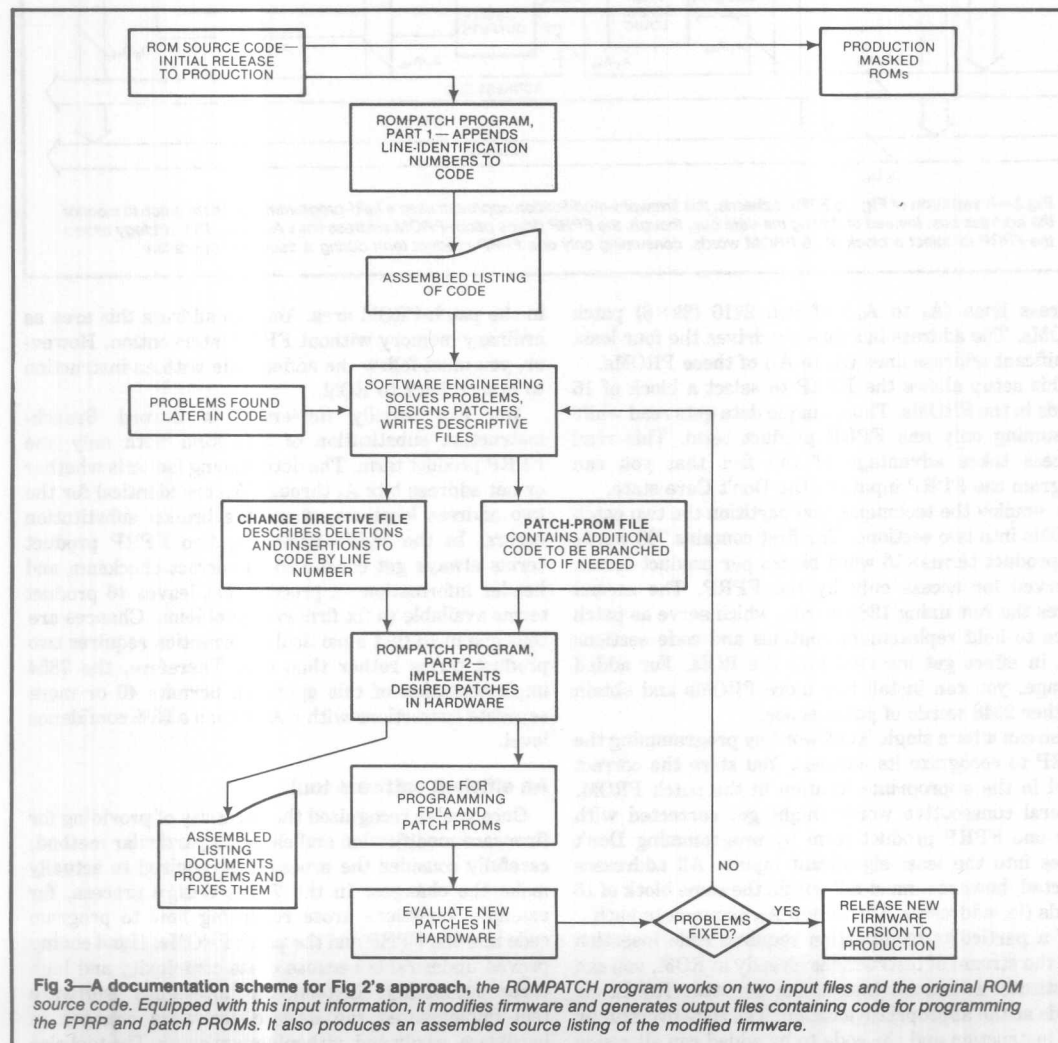 ROM SOURCE CODE—
INITIAL RELEASE
TO PRODUCTION
PRODUCTION
MASKED
ROMs
ROMPATCH PROGRAM,
PART 1—APPENDS
LINE-IDENTIFICATION
NUMBERS TO
CODE
ASSEMBLED LISTING
OF CODE
PROBLEMS FOUND
LATER IN CODE
SOFTWARE ENGINEERING
SOLVES PROBLEMS,
DESIGNS PATCHES,
WRITES DESCRIPTIVE
FILES
CHANGE DIRECTIVE FILE
DESCRIBES DELETIONS
AND INSERTIONS TO
CODE BY LINE
NUMBER
PATCH-PROM FILE
CONTAINS ADDITIONAL
CODE TO BE BRANCHED
TO IF NEEDED
ROMPATCH PROGRAM,
PART 2—
IMPLEMENTS
DESIRED PATCHES
IN HARDWARE
ASSEMBLED
LISTING
DOCUMENTS
PROBLEMS AND
FIXES THEM
CODE FOR
PROGRAMMING
FPLA AND
PATCH PROMs
EVALUATE NEW
PATCHES IN
HARDWARE
NO
PROBLEMS
FIXED?
YES
RELEASE NEW
FIRMWARE
VERSION TO
PRODUCTION
Fig 3—A documentation scheme for Fig 2's approach, the ROMPATCH program works on two input files and the original ROM
source code. Equipped with this input information, it modifies firmware and generates output files containing code for programming
the FPRP and patch PROMs. It also produces an assembled source listing of the modified firmware.